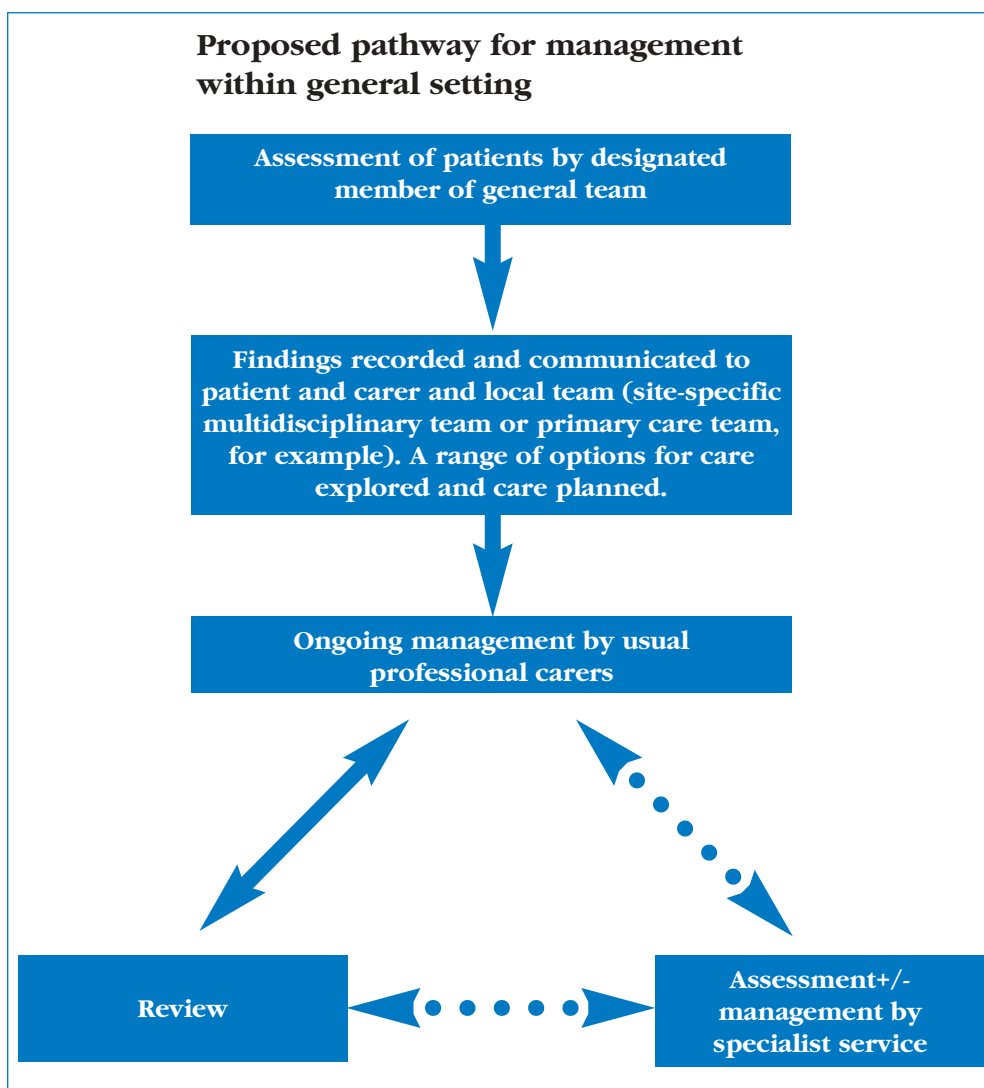 Proposed pathway for management
within general setting
Assessment of patients by designated
member of general team
Findings recorded and communicated to
patient and carer and local team (site-specific
multidisciplinary team or primary care team,
for example). A range of options for care
explored and care planned.
Ongoing management by usual
professional carers
Review
Assessment+/-
management by
specialist service